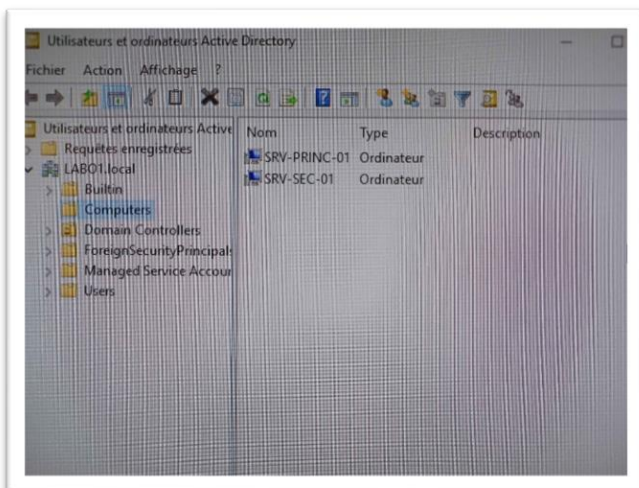 Utilisateurs et ordinateurs Active Directory
Fichier Action Affichage ?
Utilisateurs et ordinateurs Active
Requêtes enregistrées
LABO1.local
Builtin
Computers
Domain Controllers
ForeignSecurityPrincipals
Managed Service Accour
Users
Nom Type Description
SRV-PRINC-01 Ordinateur
SRV-SEC-01 Ordinateur